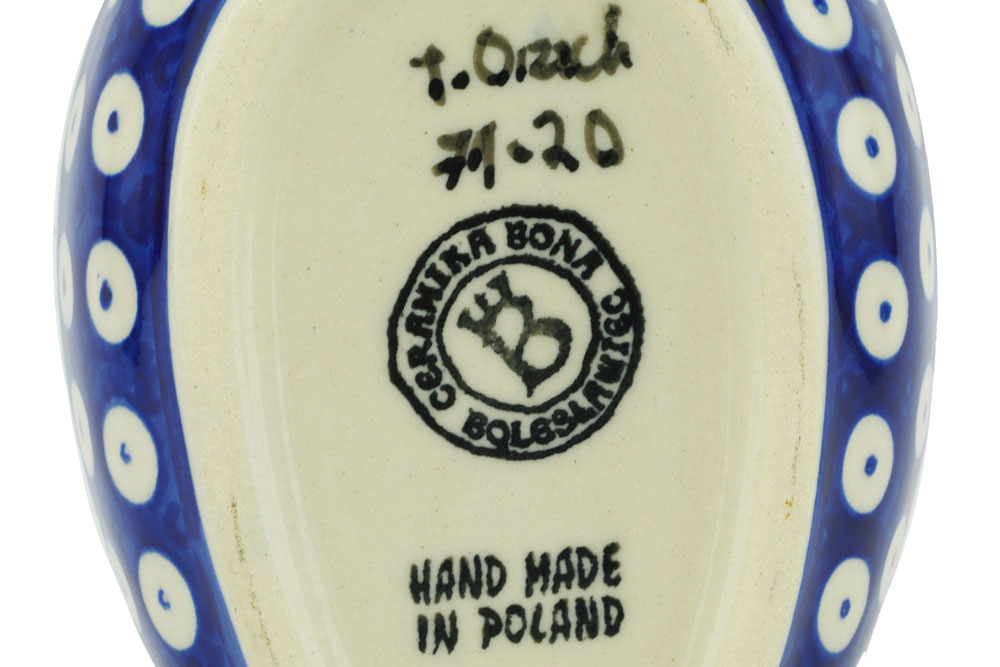 T. Orzech
71-20
CERAMIKA BONA
BOLESŁAWIEC
B
HAND MADE
IN POLAND